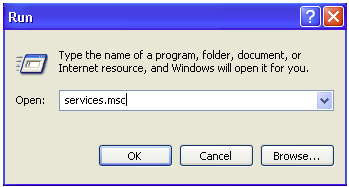 Run
Type the name of a program, folder, document, or
Internet resource, and Windows will open it for you.
Open: services.msc
OK Cancel Browse...